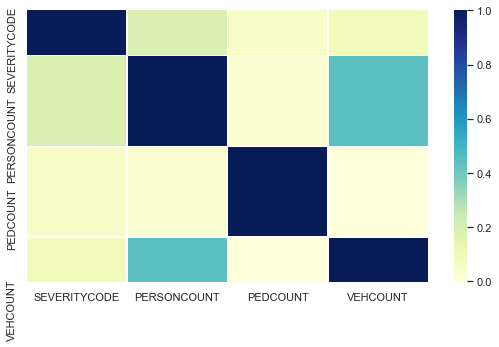 SEVERITYCODE
PERSONCOUNT
PEDCOUNT
VEHCOUNT
SEVERITYCODE PERSONCOUNT PEDCOUNT VEHCOUNT
1.0
0.8
0.6
0.4
0.2
0.0